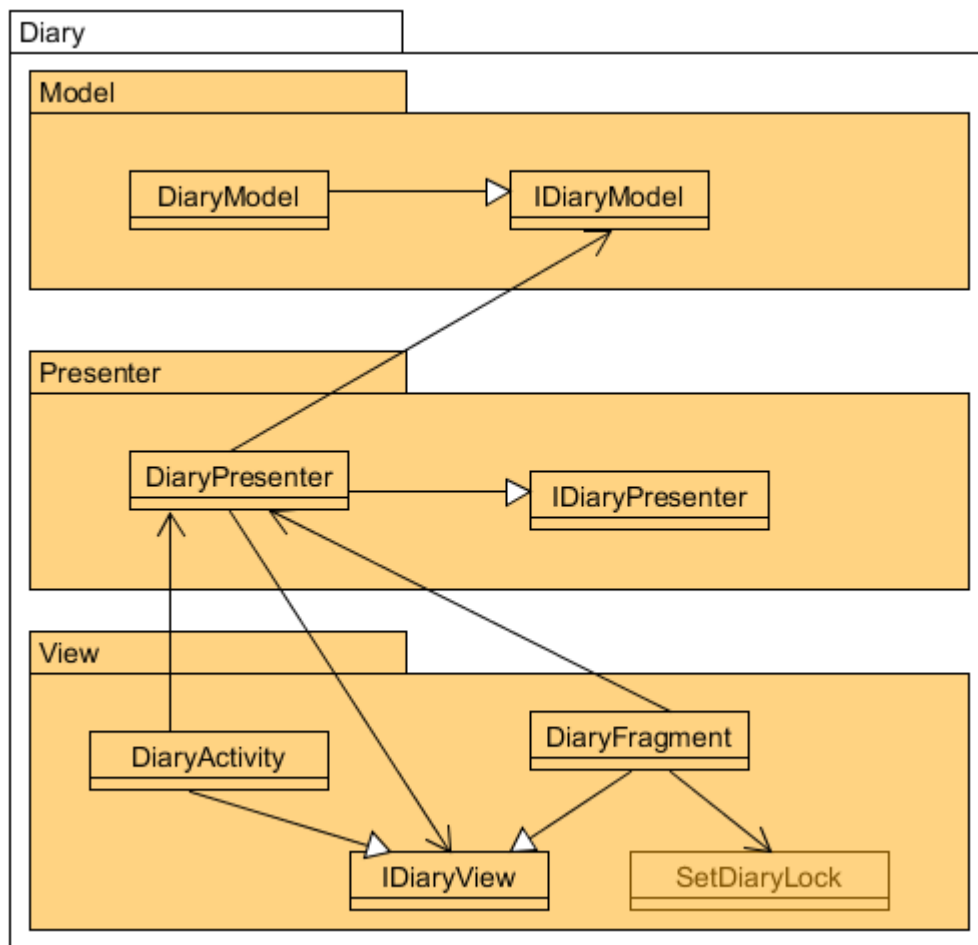 Diary
Model
DiaryModel
IDiaryModel
Presenter
DiaryPresenter
IDiaryPresenter
View
DiaryActivity
DiaryFragment
IDiaryView
SetDiaryLock